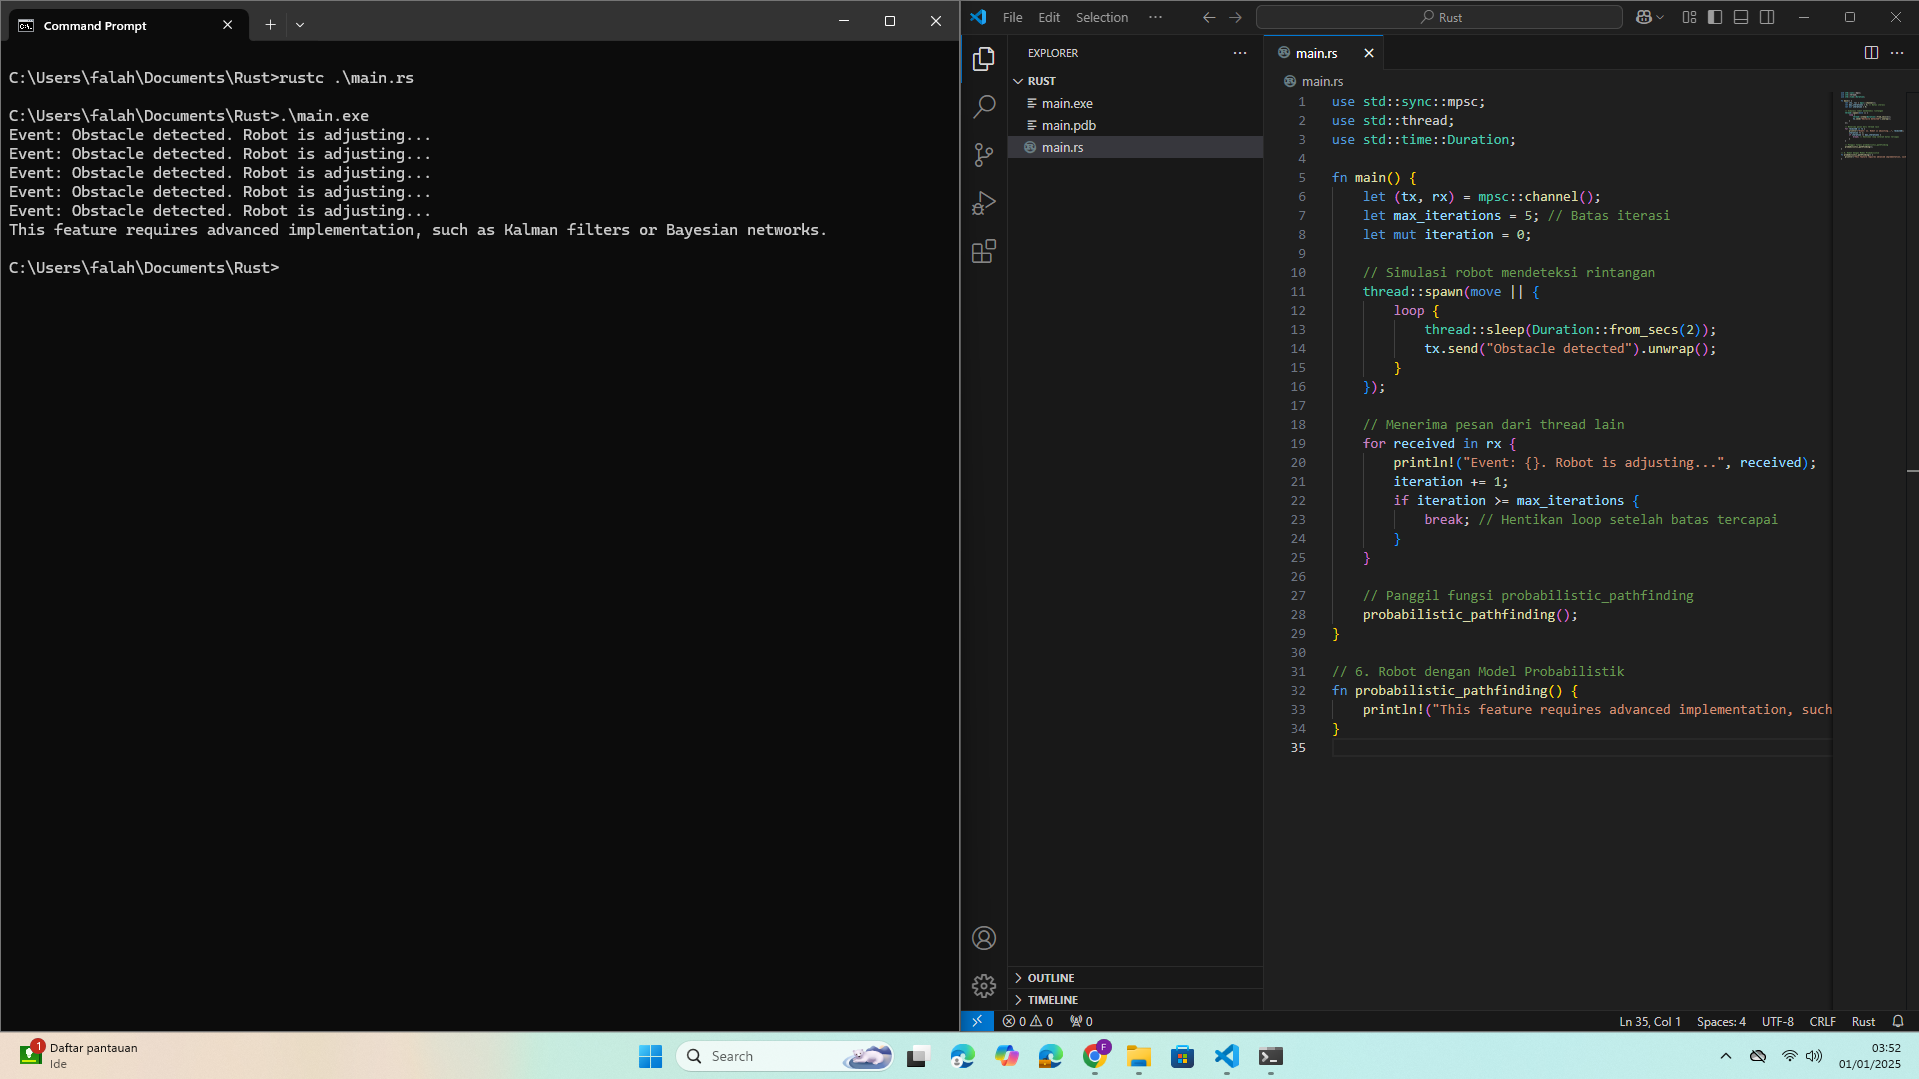 Command Prompt
C:\Users\falah\Documents\Rust>rustc .\main.rs
C:\Users\falah\Documents\Rust>.\main.exe
Event: Obstacle detected. Robot is adjusting...
Event: Obstacle detected. Robot is adjusting...
Event: Obstacle detected. Robot is adjusting...
Event: Obstacle detected. Robot is adjusting...
Event: Obstacle detected. Robot is adjusting...
This feature requires advanced implementation, such as Kalman filters or Bayesian networks.
C:\Users\falah\Documents\Rust>
File Edit Selection ···
Rust
EXPLORER
RUST
main.exe
main.pdb
main.rs
main.rs
main.rs
1 use std::sync::mpsc;
2 use std::thread;
3 use std::time::Duration;
4
5 fn main() {
6 let (tx, rx) = mpsc::channel();
7 let max_iterations = 5; // Batas iterasi
8 let mut iteration = 0;
9
10 // Simulasi robot mendeteksi rintangan
11 thread::spawn(move || {
12 loop {
13 thread::sleep(Duration::from_secs(2));
14 tx.send("Obstacle detected").unwrap();
15 }
16 });
17
18 // Menerima pesan dari thread lain
19 for received in rx {
20 println!("Event: {}. Robot is adjusting...", received);
21 iteration += 1;
22 if iteration >= max_iterations {
23 break; // Hentikan loop setelah batas tercapai
24 }
25 }
26
27 // Panggil fungsi probabilistic_pathfinding
28 probabilistic_pathfinding();
29 }
30
31 // 6. Robot dengan Model Probabilistik
32 fn probabilistic_pathfinding() {
33 println!("This feature requires advanced implementation, such
34 }
35
OUTLINE
TIMELINE
0 0 0
Ln 35, Col 1 Spaces: 4 UTF-8 CRLF Rust
1
Daftar pantauan
Ide
Search
F
03:52
01/01/2025